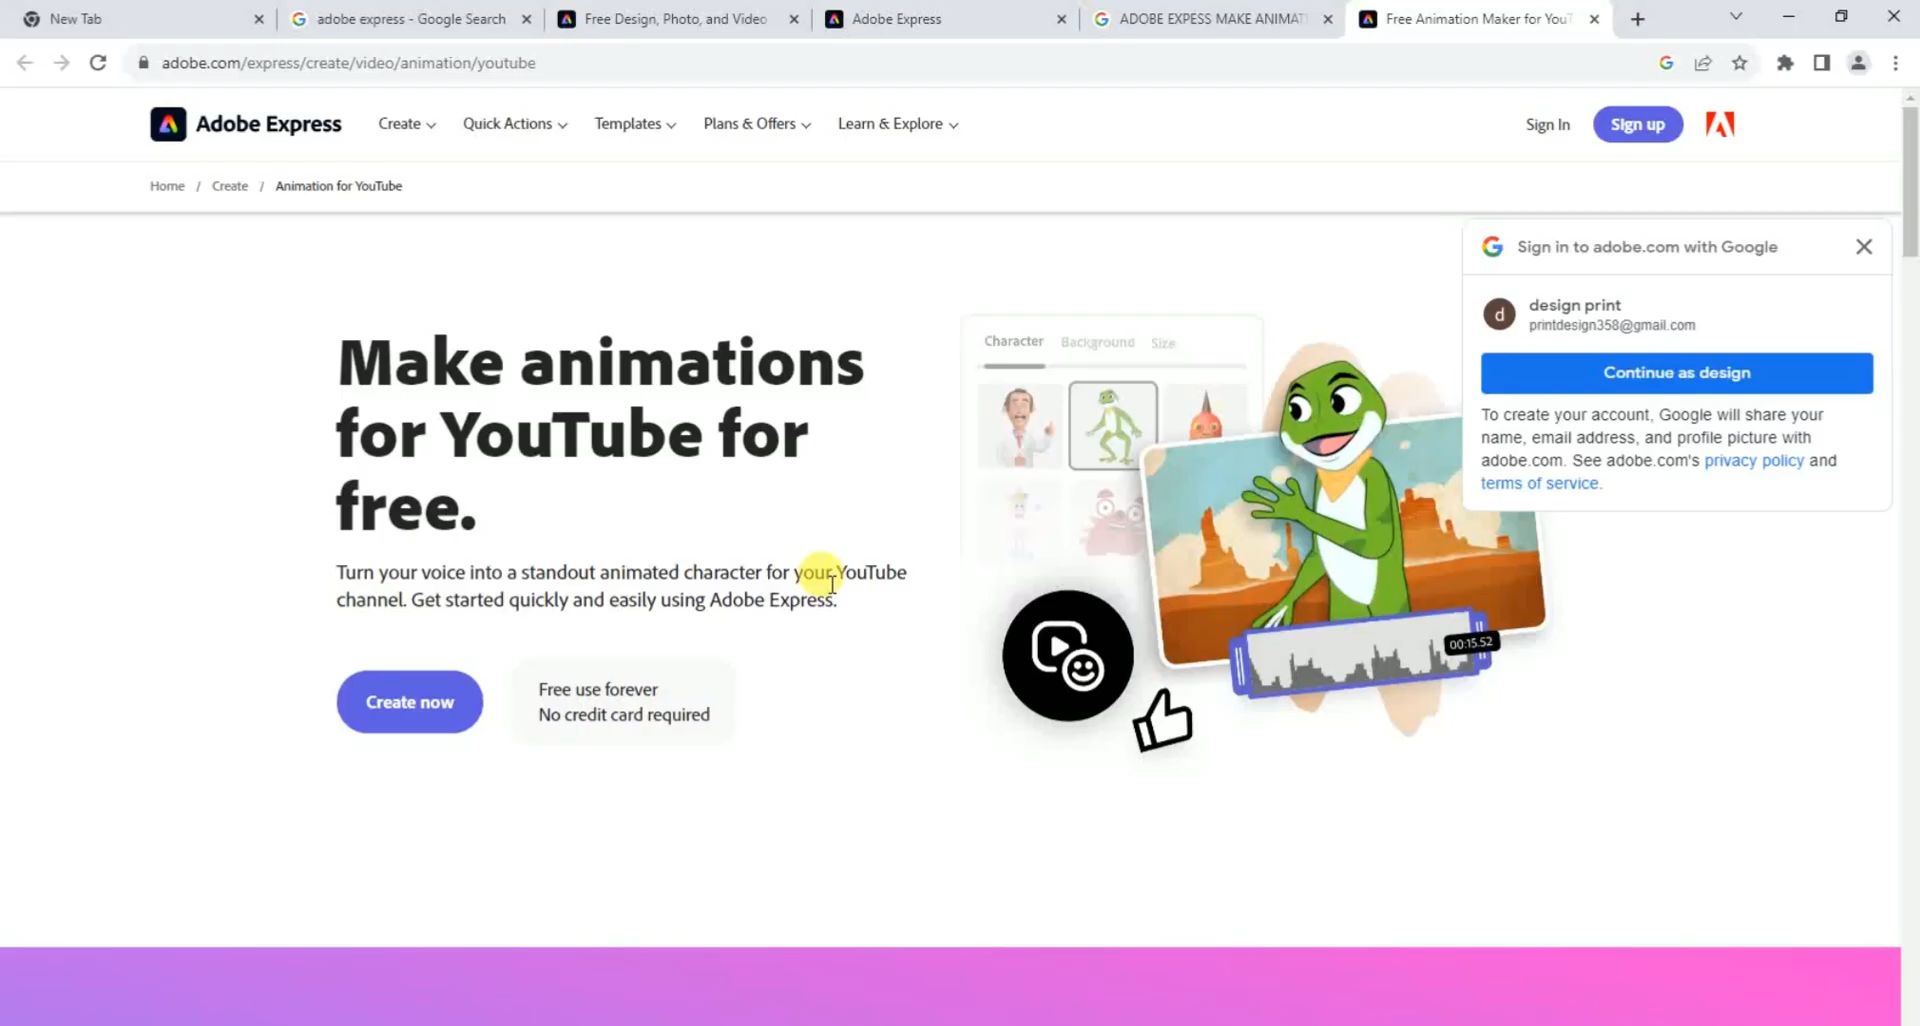 New Tab
adobe express - Google Search
Free Design, Photo, and Video
Adobe Express
ADOBE EXPESS MAKE ANIMAT
Free Animation Maker for YouT
adobe.com/express/create/video/animation/youtube
Adobe Express
Create
Quick Actions
Templates
Plans & Offers
Learn & Explore
Sign In
Sign up
Home / Create / Animation for YouTube
Sign in to adobe.com with Google
d
design print
printdesign358@gmail.com
Continue as design
To create your account, Google will share your
name, email address, and profile picture with
adobe.com. See adobe.com's privacy policy and
terms of service.
Make animations
for YouTube for
free.
Turn your voice into a standout animated character for your YouTube
channel. Get started quickly and easily using Adobe Express.
Create now
Free use forever
No credit card required
Character
Background
Size
00:15.52